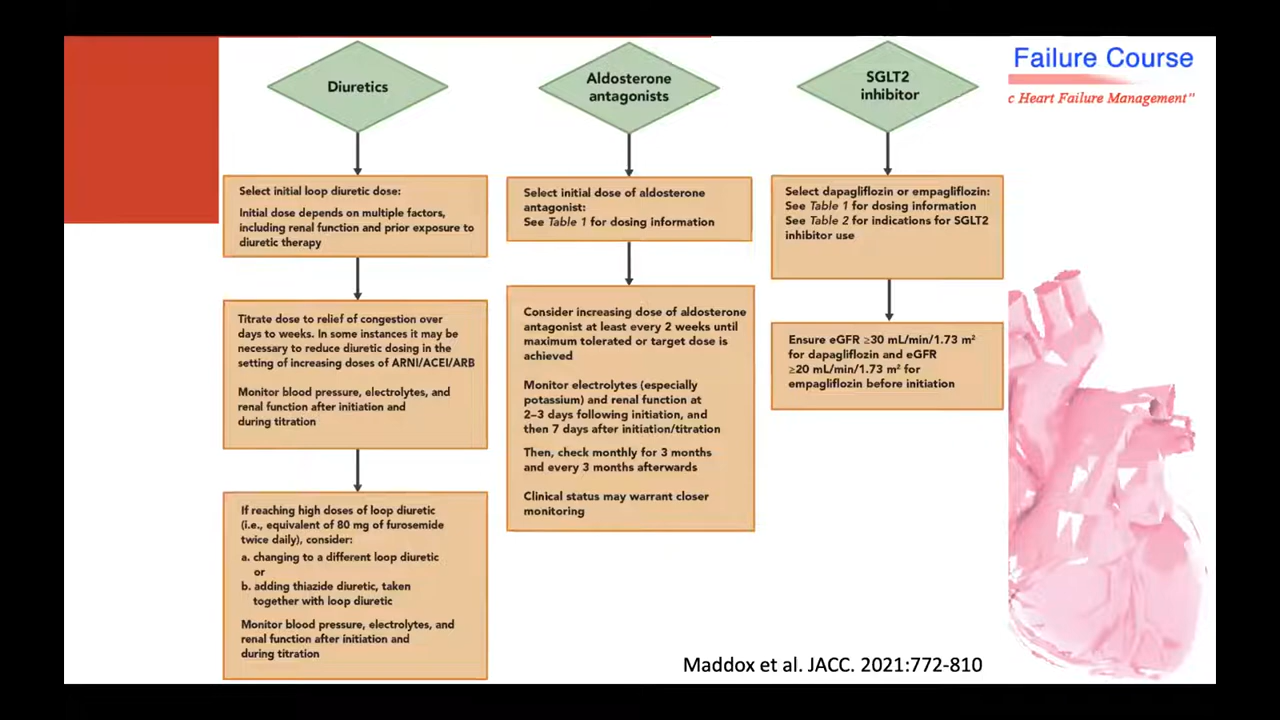 Failure Course
c Heart Failure Management”
Diuretics
Select initial loop diuretic dose:
Initial dose depends on multiple factors,
including renal function and prior exposure to
diuretic therapy
Titrate dose to relief of congestion over
days to weeks. In some instances it may be
necessary to reduce diuretic dosing in the
setting of increasing doses of ARNI/ACEI/ARB
Monitor blood pressure, electrolytes, and
renal function after initiation and
during titration
If reaching high doses of loop diuretic
(i.e., equivalent of 80 mg of furosemide
twice daily), consider:
a. changing to a different loop diuretic
or
b. adding thiazide diuretic, taken
together with loop diuretic
Monitor blood pressure, electrolytes, and
renal function after initiation and
during titration
Aldosterone
antagonists
Select initial dose of aldosterone
antagonist:
See Table 1 for dosing information
Consider increasing dose of aldosterone
antagonist at least every 2 weeks until
maximum tolerated or target dose is
achieved
Monitor electrolytes (especially
potassium) and renal function at
2–3 days following initiation, and
then 7 days after initiation/titration
Then, check monthly for 3 months
and every 3 months afterwards
Clinical status may warrant closer
monitoring
SGLT2
inhibitor
Select dapagliflozin or empagliflozin:
See Table 1 for dosing information
See Table 2 for indications for SGLT2
inhibitor use
Ensure eGFR ≥30 mL/min/1.73 m²
for dapagliflozin and eGFR
≥20 mL/min/1.73 m² for
empagliflozin before initiation
Maddox et al. JACC. 2021:772-810